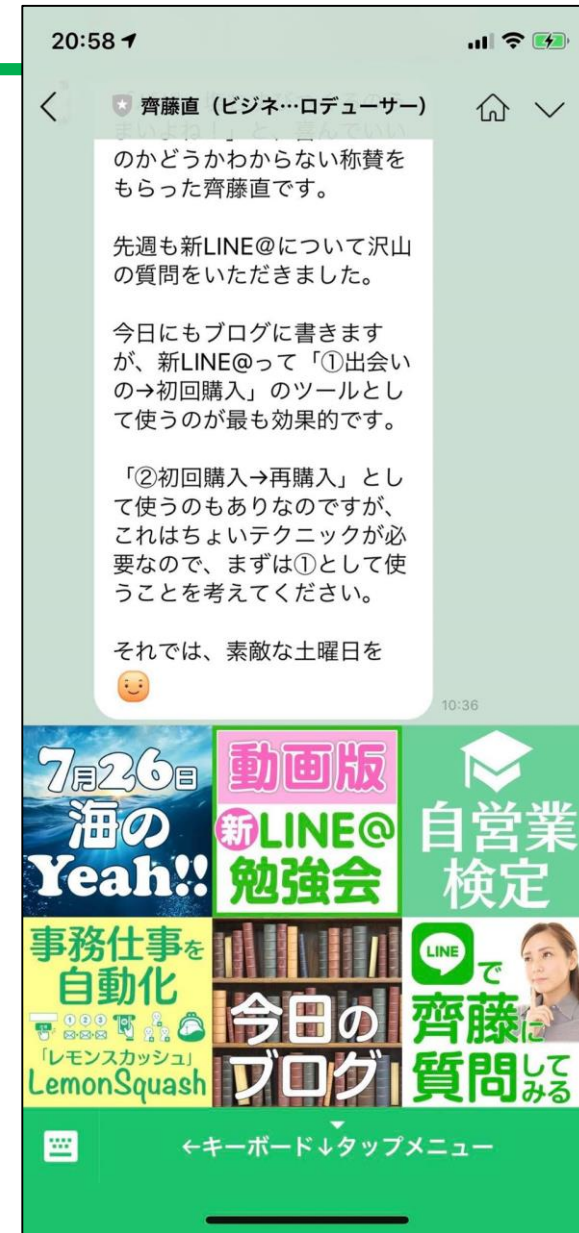 20:58
齊藤直（ビジネ…ロデューサー）
まいよね！」と、喜んでいい
のかどうかわからない称賛を
もらった齊藤直です。
先週も新LINE@について沢山
の質問をいただきました。
今日にもブログに書きます
が、新LINE@って「①出会い
の→初回購入」のツールとし
て使うのが最も効果的です。
「②初回購入→再購入」とし
て使うのもありなのですが、
これはちょいテクニックが必
要なので、まずは①として使
うことを考えてください。
それでは、素敵な土曜日を
10:36
7月26日
海の
Yeah!!
動画版
新LINE@
勉強会
自営業
検定
事務仕事を
自動化
① ② ③
「レモンスカッシュ」
LemonSquash
今日の
ブログ
LINE
で
齊藤に
質問して
みる
←キーボード↓タップメニュー